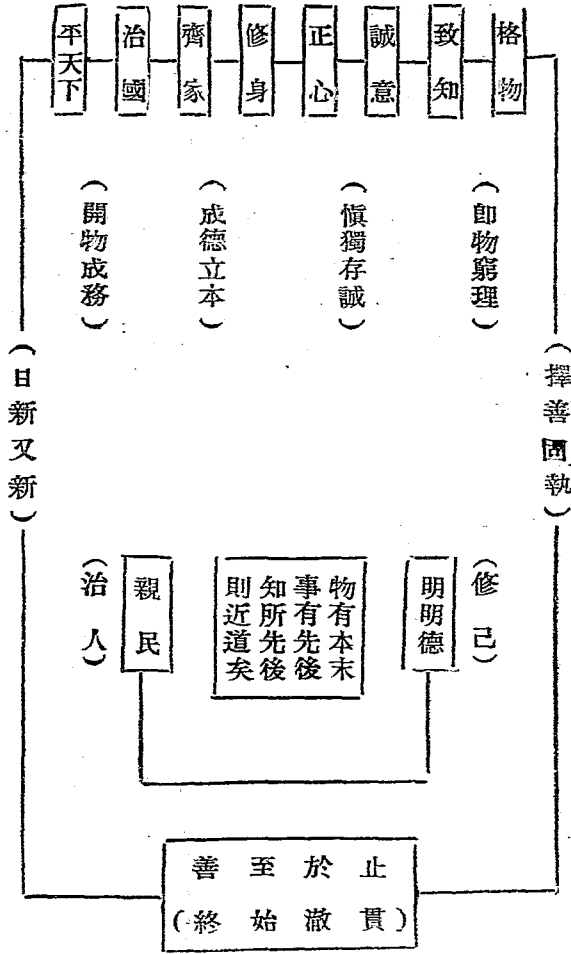 格物
致知
誠意
正心
修身
齊家
治國
平天下
(即物窮理)
(愼獨存誠)
(成德立本)
(開物成務)
(擇善固執)
(日新又新)
(修己)
明明德
物有本末
事有先後
知所先後
則近道矣
親民
(治人)
止於至善
(貫澈始終)